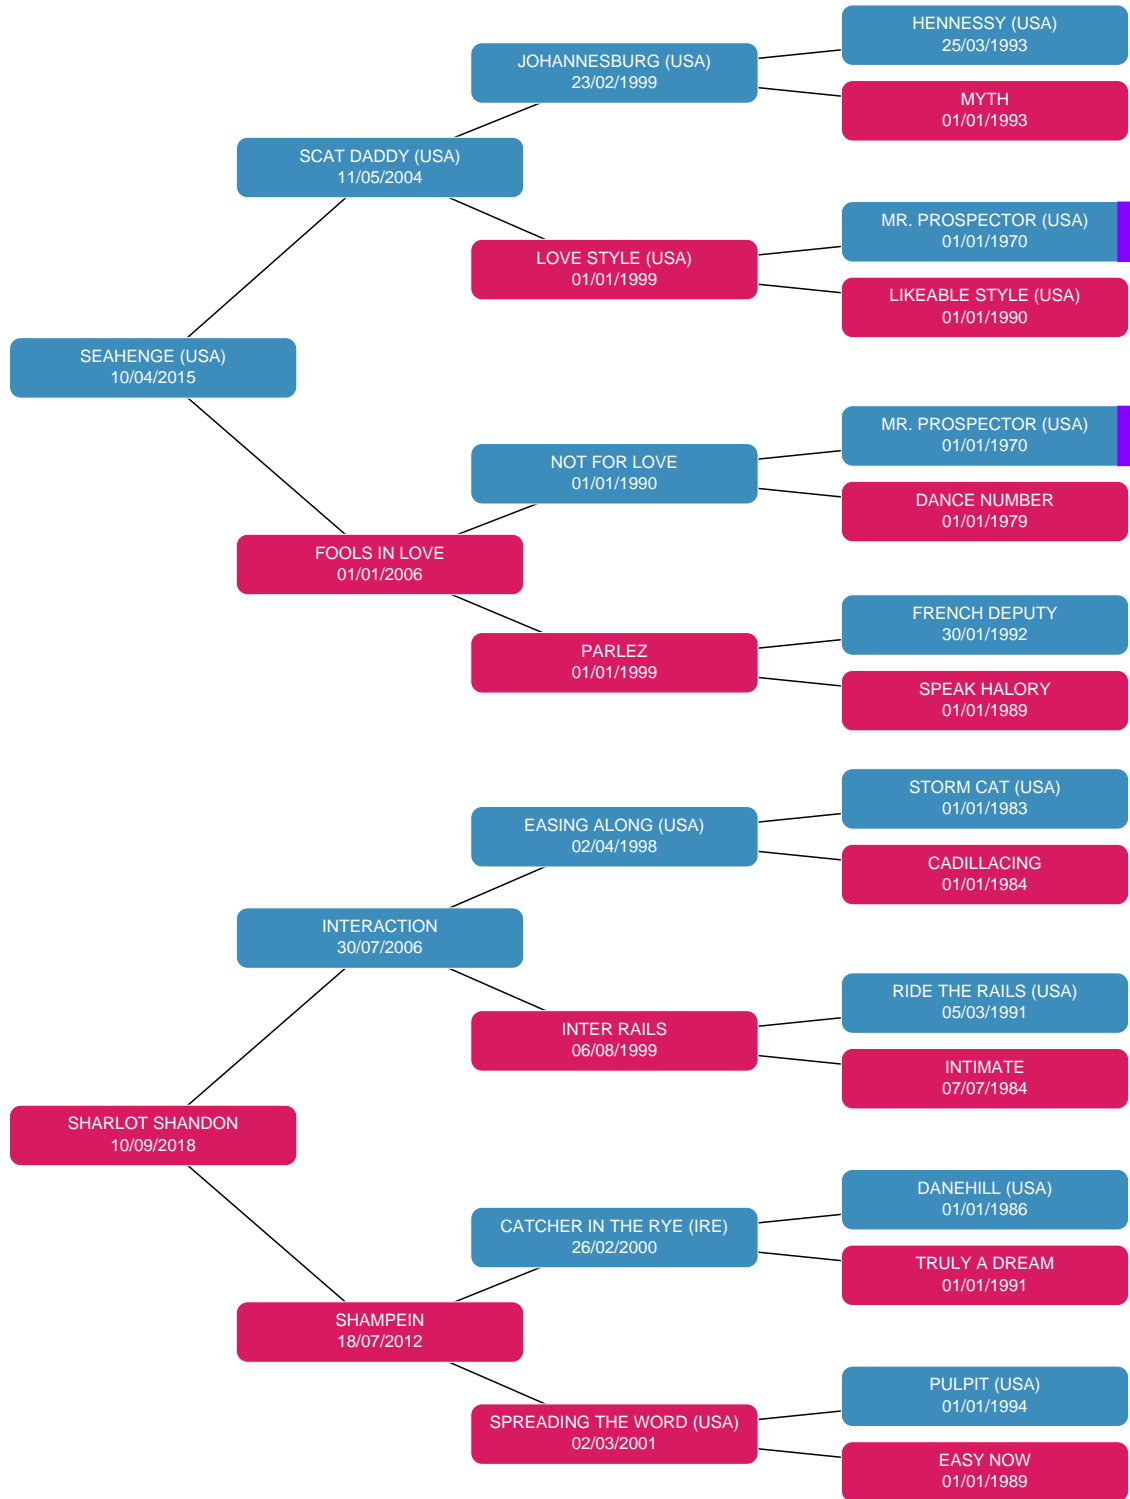 HENNESSY (USA)
25/03/1993
JOHANNESBURG (USA)
23/02/1999
MYTH
01/01/1993
SCAT DADDY (USA)
11/05/2004
MR. PROSPECTOR (USA)
01/01/1970
LOVE STYLE (USA)
01/01/1999
LIKEABLE STYLE (USA)
01/01/1990
SEAHENGE (USA)
10/04/2015
MR. PROSPECTOR (USA)
01/01/1970
NOT FOR LOVE
01/01/1990
DANCE NUMBER
01/01/1979
FOOLS IN LOVE
01/01/2006
FRENCH DEPUTY
30/01/1992
PARLEZ
01/01/1999
SPEAK HALORY
01/01/1989
STORM CAT (USA)
01/01/1983
EASING ALONG (USA)
02/04/1998
CADILLACING
01/01/1984
INTERACTION
30/07/2006
RIDE THE RAILS (USA)
05/03/1991
INTER RAILS
06/08/1999
INTIMATE
07/07/1984
SHARLOT SHANDON
10/09/2018
DANEHILL (USA)
01/01/1986
CATCHER IN THE RYE (IRE)
26/02/2000
TRULY A DREAM
01/01/1991
SHAMPEIN
18/07/2012
PULPIT (USA)
01/01/1994
SPREADING THE WORD (USA)
02/03/2001
EASY NOW
01/01/1989